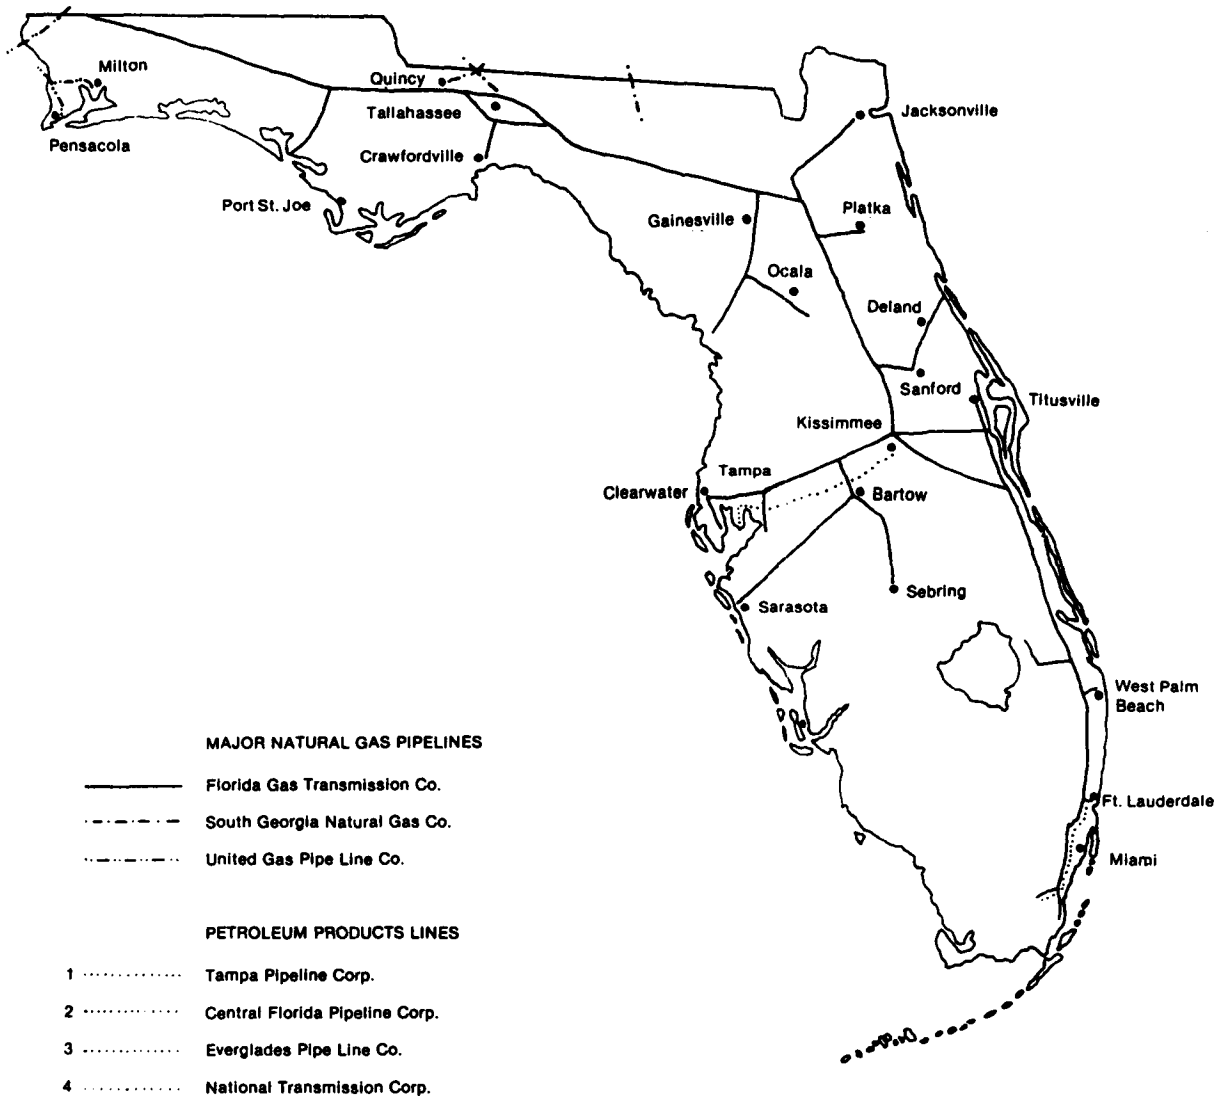 Milton
Quincy
Tallahassee
Jacksonville
Pensacola
Crawfordville
Port St. Joe
Platka
Gainesville
Ocala
Deland
Sanford
Titusville
Kissimmee
Tampa
Clearwater
Bartow
Sebring
Sarasota
West Palm
Beach
Ft. Lauderdale
Miami
MAJOR NATURAL GAS PIPELINES
Florida Gas Transmission Co.
South Georgia Natural Gas Co.
United Gas Pipe Line Co.
PETROLEUM PRODUCTS LINES
1 Tampa Pipeline Corp.
2 Central Florida Pipeline Corp.
3 Everglades Pipe Line Co.
4 National Transmission Corp.